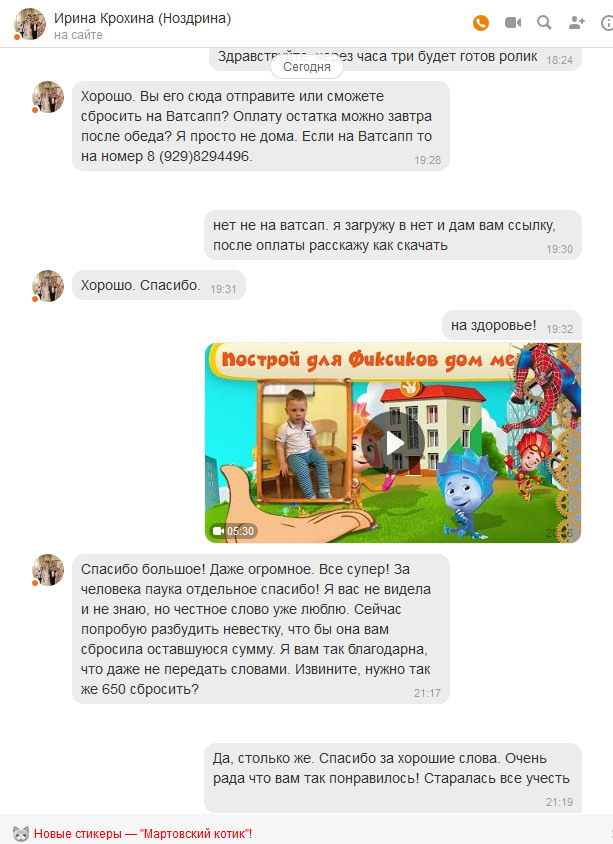 Ирина Крохина (Ноздрина)
на сайте
Здравствуйте, через часа три будет готов ролик 18:24
Сегодня
Хорошо. Вы его сюда отправите или сможете
сбросить на Ватсапп? Оплату остатка можно завтра
после обеда? Я просто не дома. Если на Ватсапп то
на номер 8 (929)8294496. 19:28
нет не на ватсап. я загружу в нет и дам вам ссылку,
после оплаты расскажу как скачать 19:30
Хорошо. Спасибо. 19:31
на здоровье! 19:32
Построй для Фиксиков дом ме
05:30
Спасибо большое! Даже огромное. Все супер! За
человека паука отдельное спасибо! Я вас не видела
и не знаю, но честное слово уже люблю. Сейчас
попробую разбудить невестку, что бы она вам
сбросила оставшуюся сумму. Я вам так благодарна,
что даже не передать словами. Извините, нужно так
же 650 сбросить? 21:17
Да, столько же. Спасибо за хорошие слова. Очень
рада что вам так понравилось! Старалась все учесть
21:19
Новые стикеры — "Мартовский котик"!